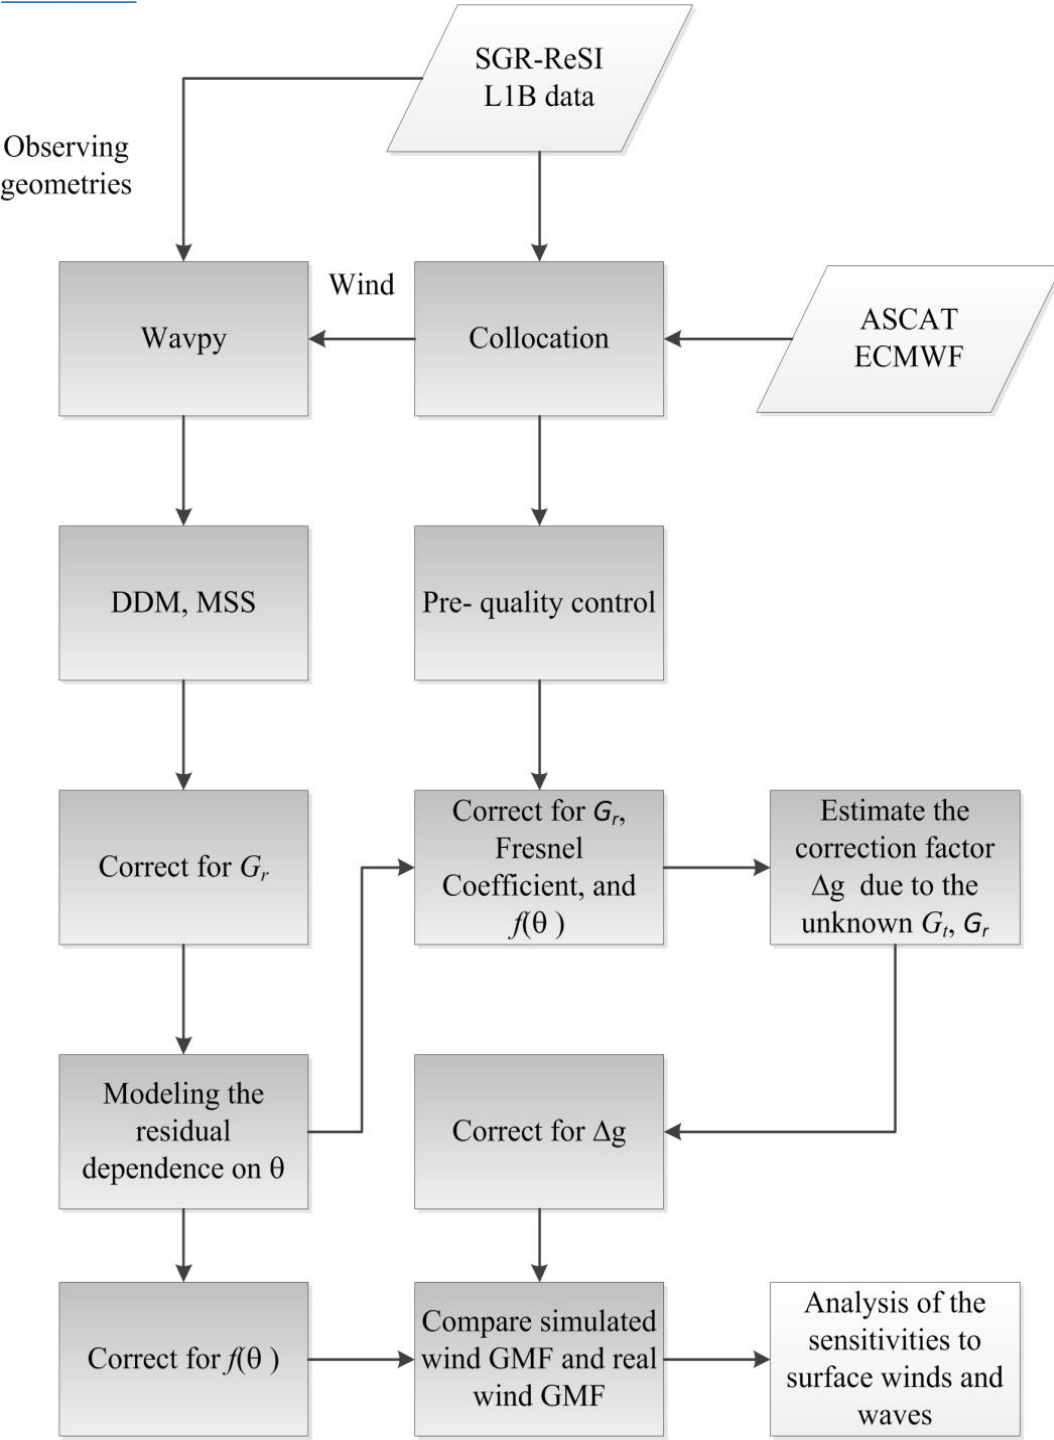 SGR-ReSI
L1B data
Observing
geometries
Wind
Wavpy
Collocation
ASCAT
ECMWF
DDM, MSS
Pre- quality control
Correct for Gr
Correct for Gr,
Fresnel
Coefficient, and
f(θ )
Estimate the
correction factor
Δg due to the
unknown Gt, Gr
Modeling the
residual
dependence on θ
Correct for Δg
Correct for f(θ )
Compare simulated
wind GMF and real
wind GMF
Analysis of the
sensitivities to
surface winds and
waves